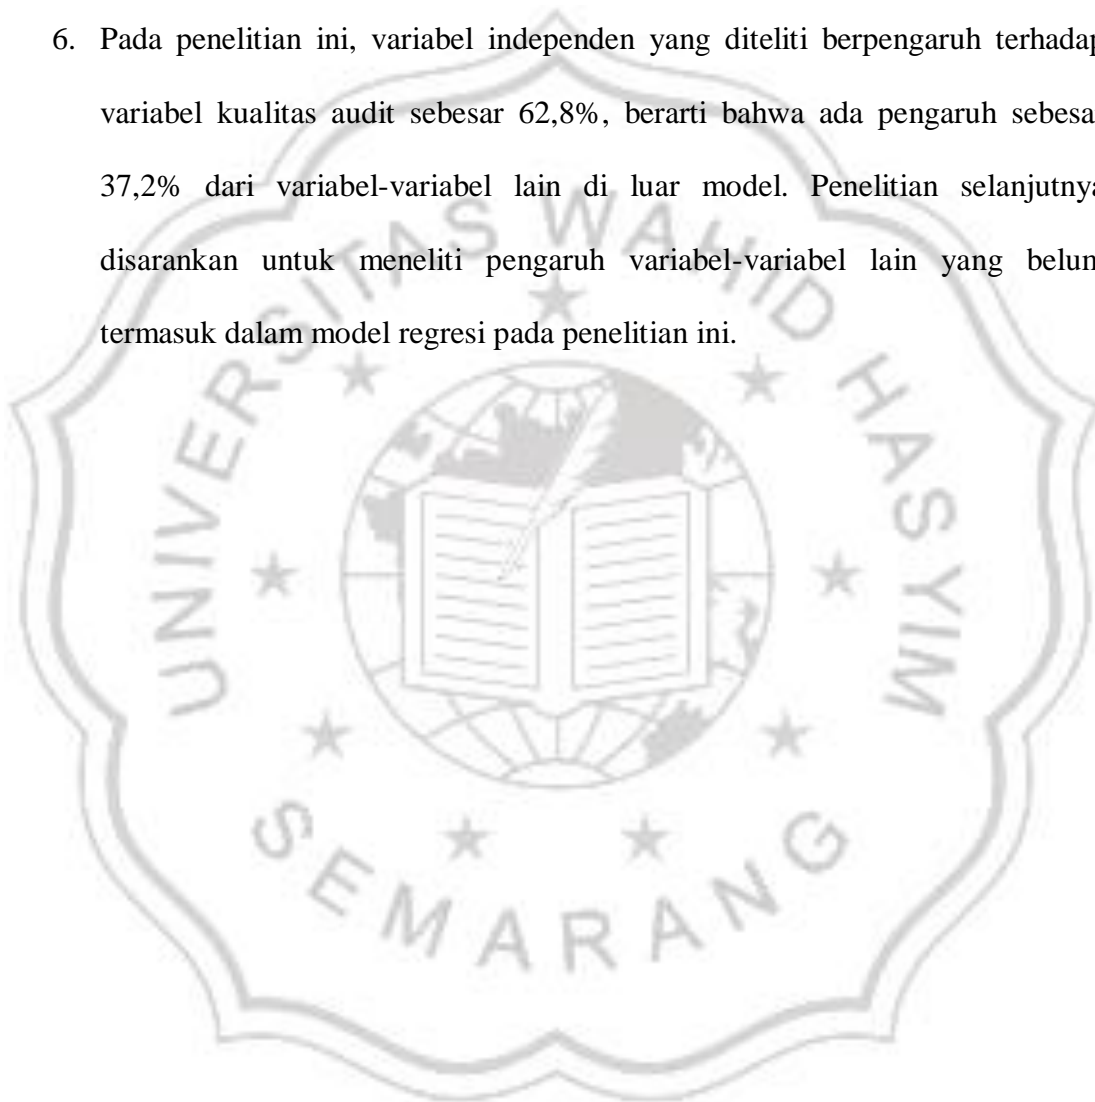 6. Pada penelitian ini, variabel independen yang diteliti berpengaruh terhadap
variabel kualitas audit sebesar 62,8%, berarti bahwa ada pengaruh sebesar
37,2% dari variabel-variabel lain di luar model. Penelitian selanjutnya
disarankan untuk meneliti pengaruh variabel-variabel lain yang belum
termasuk dalam model regresi pada penelitian ini.
UNIVERSITAS WAHID HASYIM
SEMARANG